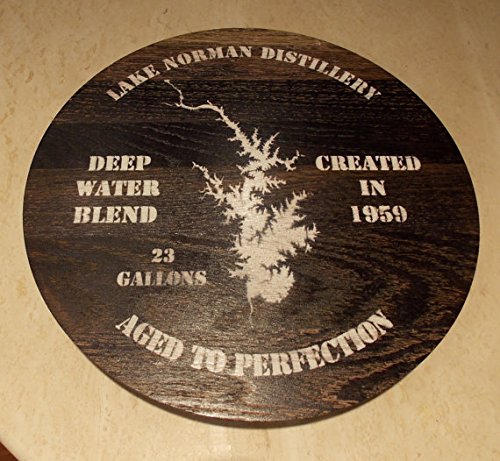 LAKE NORMAN DISTILLERY
DEEP
WATER
BLEND
CREATED
IN
1959
23
GALLONS
AGED TO PERFECTION